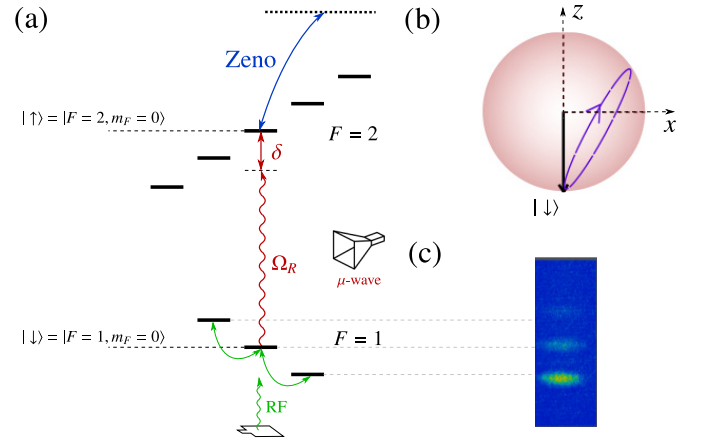 (a)
Zeno
|↑⟩ = |F = 2, m_F = 0⟩
F = 2
δ
Ω_R
μ-wave
|↓⟩ = |F = 1, m_F = 0⟩
F = 1
RF
(b)
z
x
|↓⟩
(c)